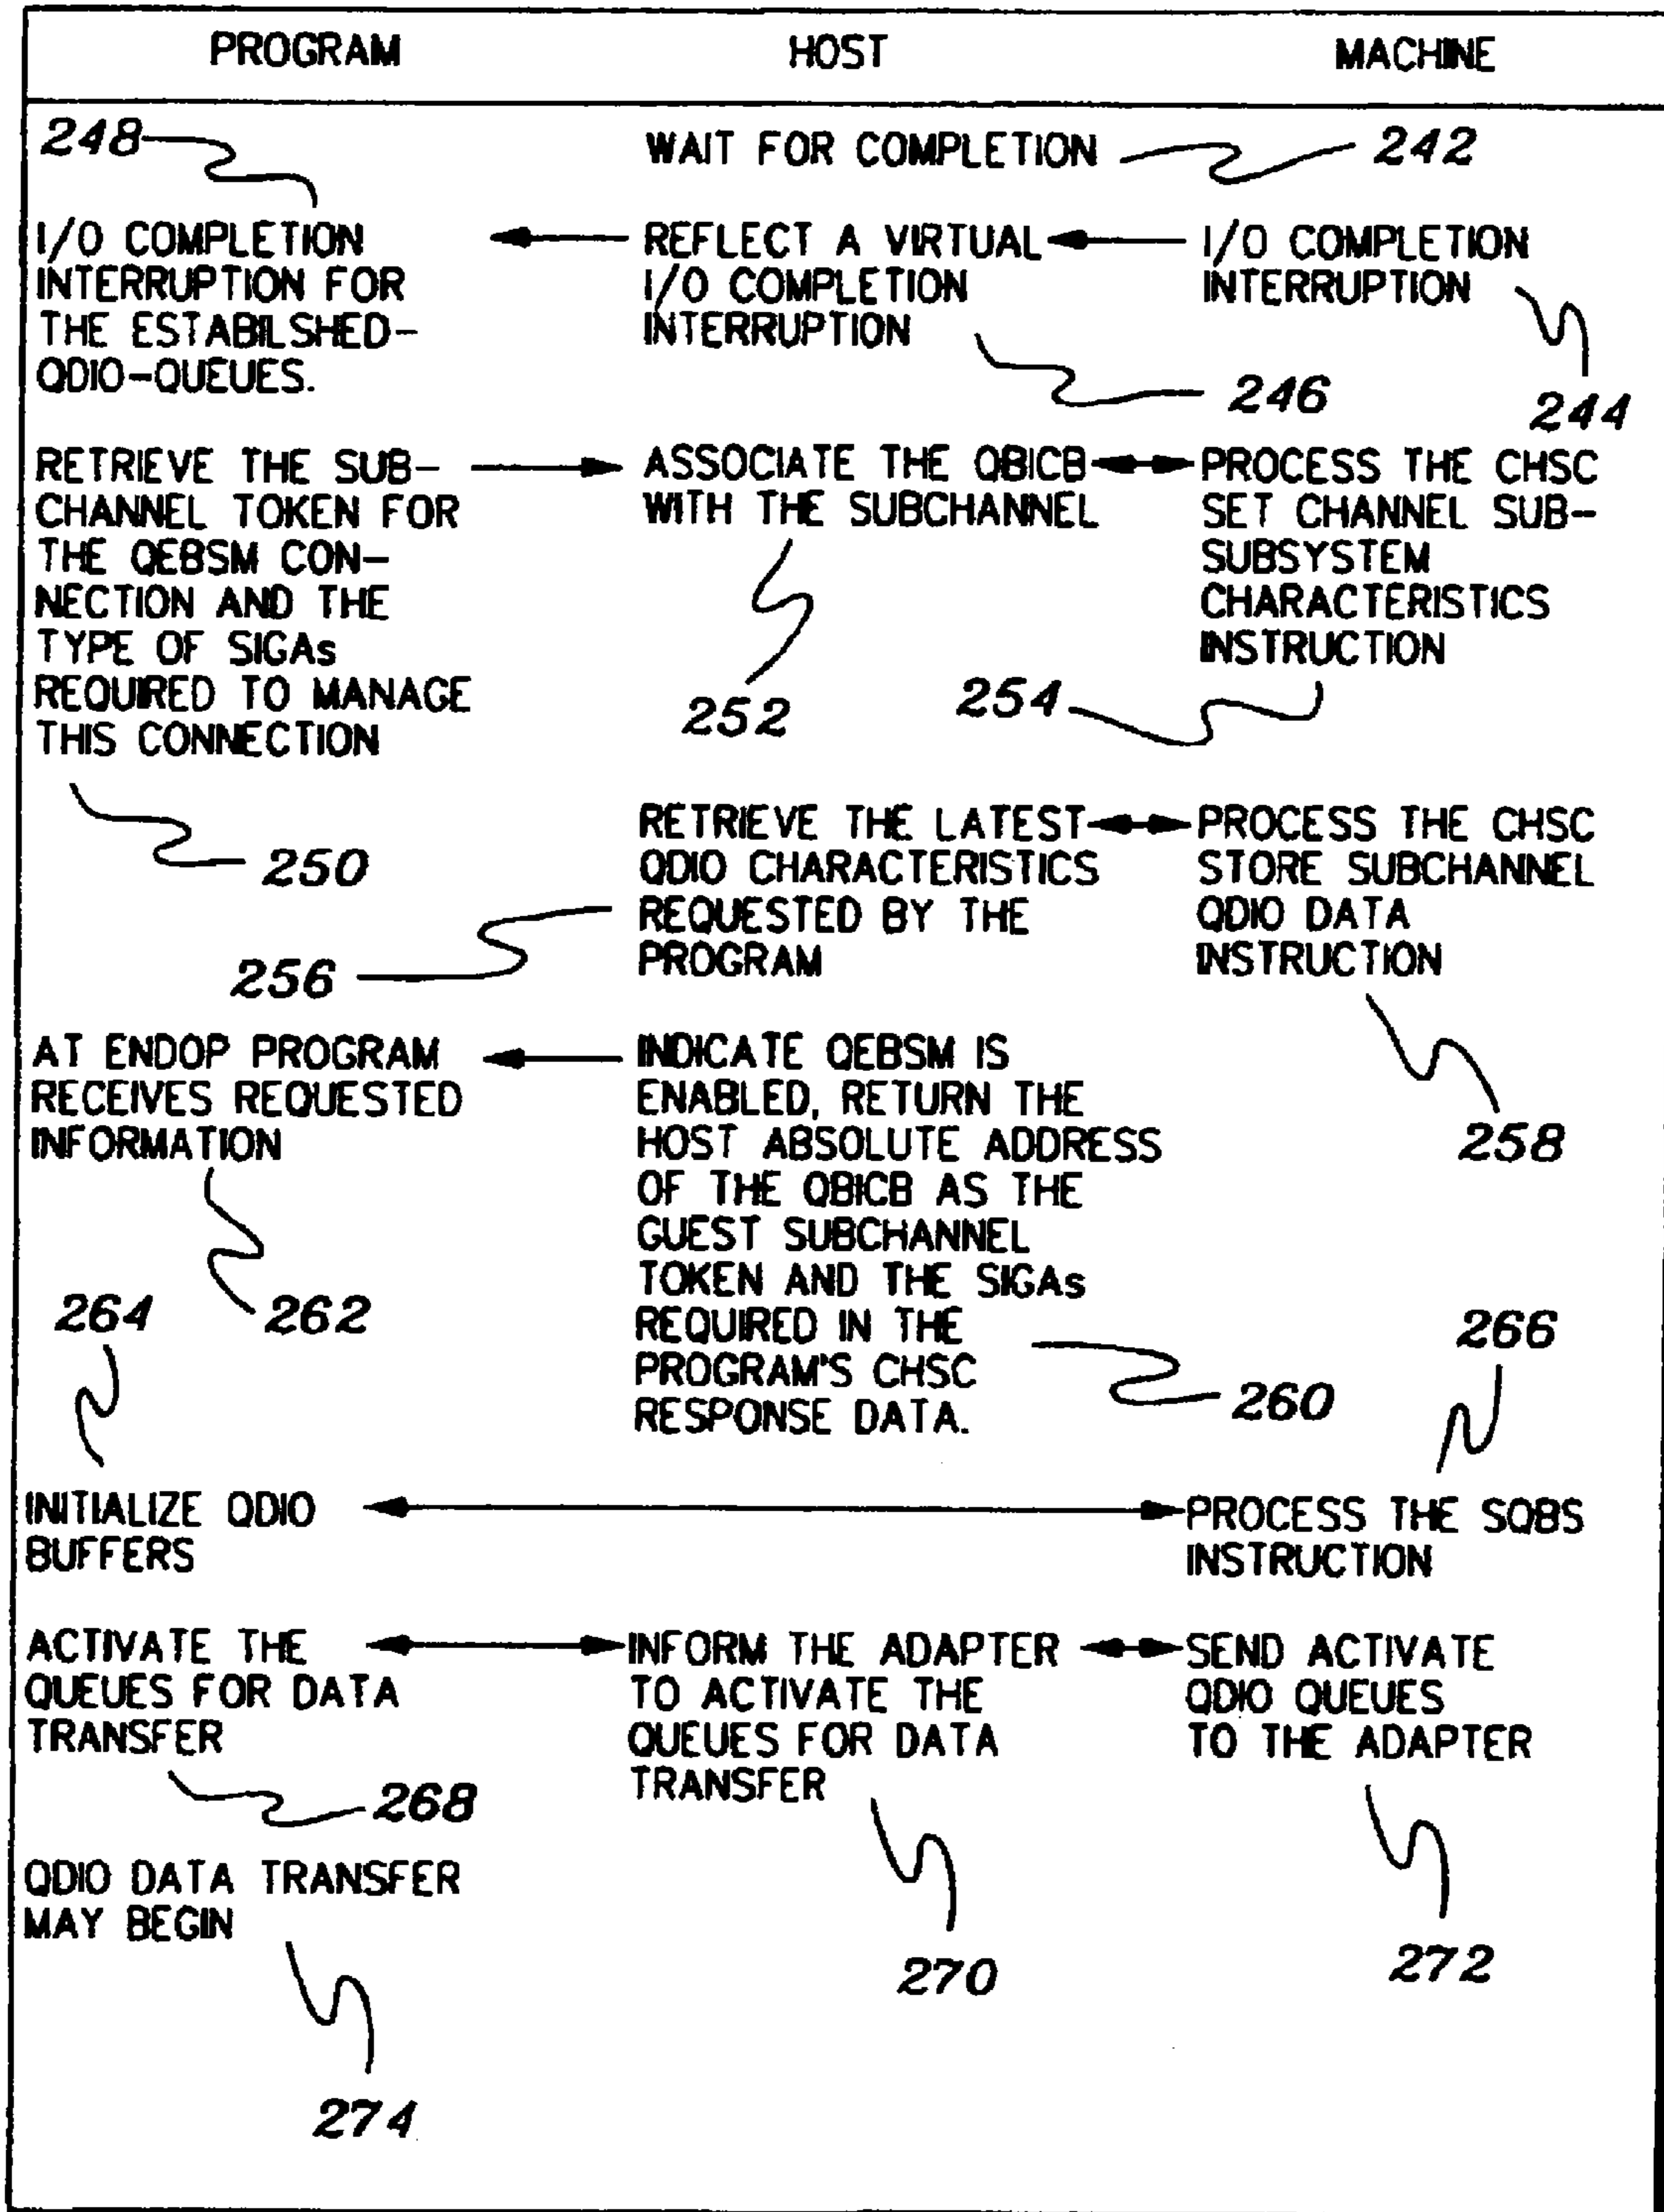 PROGRAM HOST MACHINE
248
WAIT FOR COMPLETION 242
I/O COMPLETION
INTERRUPTION FOR
THE ESTABILSHED-
QDIO-QUEUES.
REFLECT A VIRTUAL
I/O COMPLETION
INTERRUPTION
246
I/O COMPLETION
INTERRUPTION
244
RETRIEVE THE SUB-
CHANNEL TOKEN FOR
THE QEBSM CON-
NECTION AND THE
TYPE OF SIGAs
REQUIRED TO MANAGE
THIS CONNECTION
250
ASSOCIATE THE QBICB
WITH THE SUBCHANNEL
252
PROCESS THE CHSC
SET CHANNEL SUB-
SUBSYSTEM
CHARACTERISTICS
INSTRUCTION
254
RETRIEVE THE LATEST
QDIO CHARACTERISTICS
REQUESTED BY THE
PROGRAM
256
PROCESS THE CHSC
STORE SUBCHANNEL
QDIO DATA
INSTRUCTION
258
AT ENDOP PROGRAM
RECEIVES REQUESTED
INFORMATION
262
INDICATE QEBSM IS
ENABLED, RETURN THE
HOST ABSOLUTE ADDRESS
OF THE QBICB AS THE
GUEST SUBCHANNEL
TOKEN AND THE SIGAs
REQUIRED IN THE
PROGRAM'S CHSC
RESPONSE DATA.
260
264
INITIALIZE QDIO
BUFFERS
266
PROCESS THE SQBS
INSTRUCTION
ACTIVATE THE
QUEUES FOR DATA
TRANSFER
268
INFORM THE ADAPTER
TO ACTIVATE THE
QUEUES FOR DATA
TRANSFER
270
SEND ACTIVATE
QDIO QUEUES
TO THE ADAPTER
272
QDIO DATA TRANSFER
MAY BEGIN
274